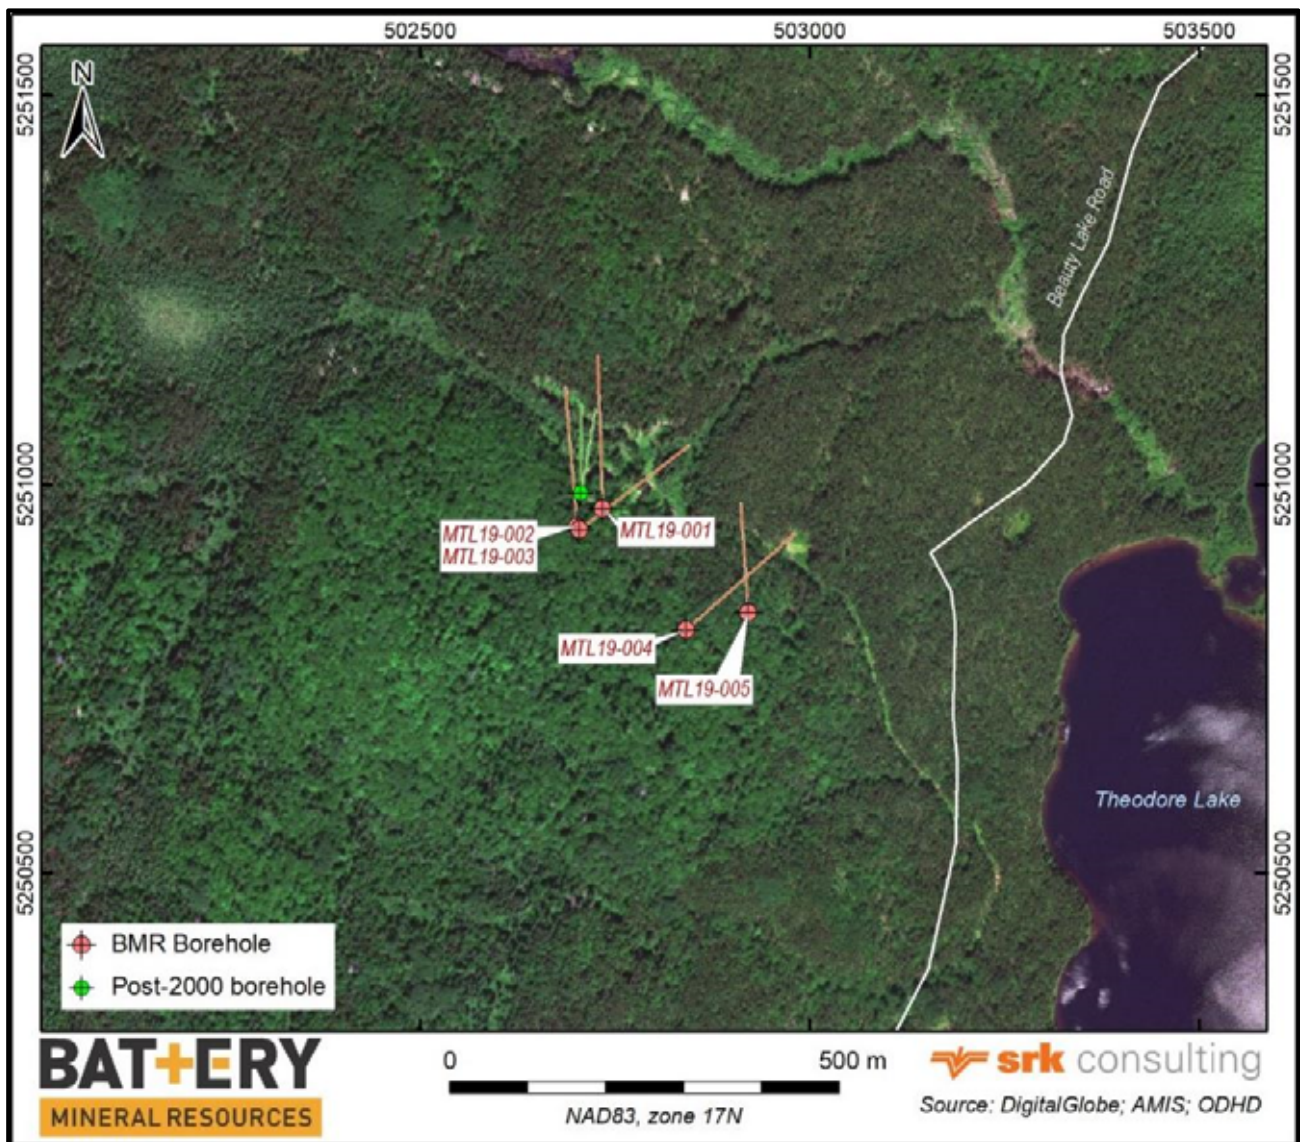 502500 503000 503500
N
5251500 5251500
Beauty Lake Road
5251000 5251000
MTL19-002
MTL19-003
MTL19-001
MTL19-004
MTL19-005
Theodore Lake
5250500 5250500
BMR Borehole
Post-2000 borehole
BATTERY
MINERAL RESOURCES
0 500 m
NAD83, zone 17N
srk consulting
Source: DigitalGlobe; AMIS; ODHD